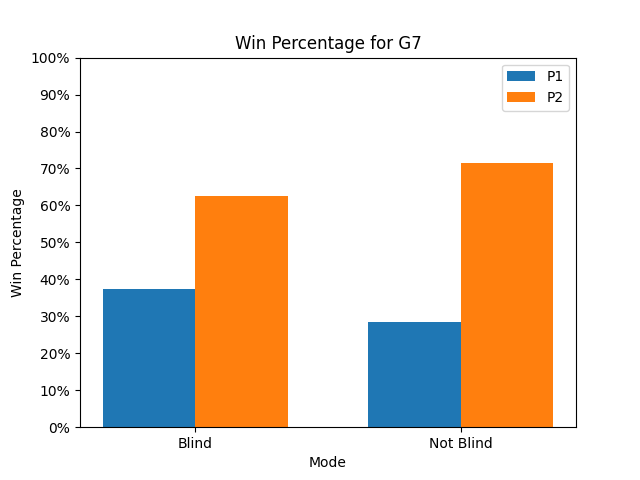 Win Percentage for G7
100%
90%
80%
70%
60%
50%
40%
30%
20%
10%
0%
Win Percentage
P1
P2
Blind
Not Blind
Mode